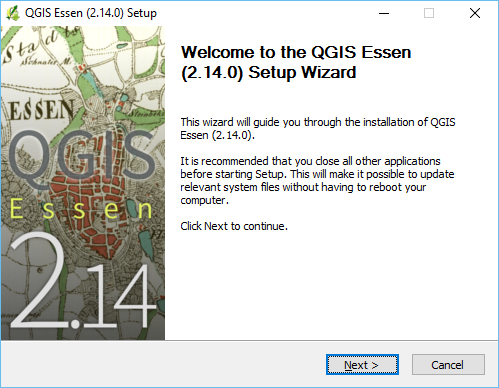 QGIS Essen (2.14.0) Setup
Welcome to the QGIS Essen
(2.14.0) Setup Wizard
This wizard will guide you through the installation of QGIS
Essen (2.14.0).
It is recommended that you close all other applications
before starting Setup. This will make it possible to update
relevant system files without having to reboot your
computer.
Click Next to continue.
ESSEN
QGIS
Essen
2.14
Next >
Cancel